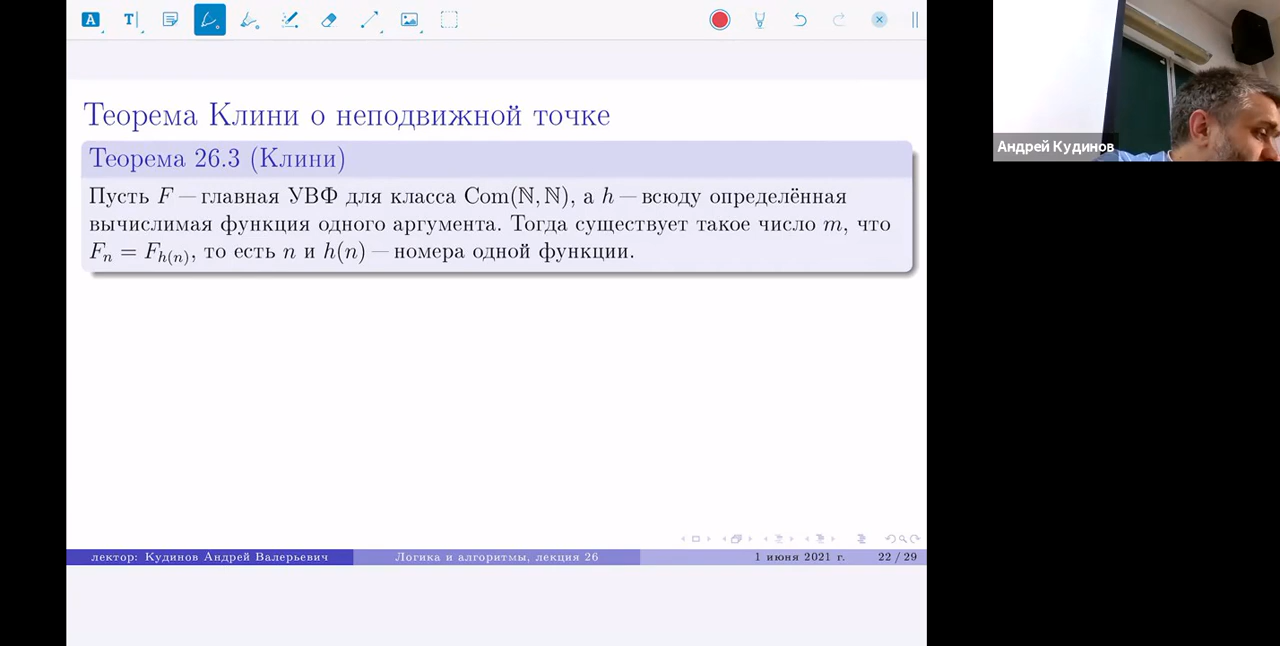 A T
Теорема Клини о неподвижной точке
Теорема 26.3 (Клини)
Пусть F — главная УВФ для класса Com(ℕ, ℕ), а h — всюду определённая
вычислимая функция одного аргумента. Тогда существует такое число m, что
Fₙ = F_{h(n)}, то есть n и h(n) — номера одной функции.
лектор: Кудинов Андрей Валерьевич Логика и алгоритмы, лекция 26 1 июня 2021 г. 22 / 29
Андрей Кудинов